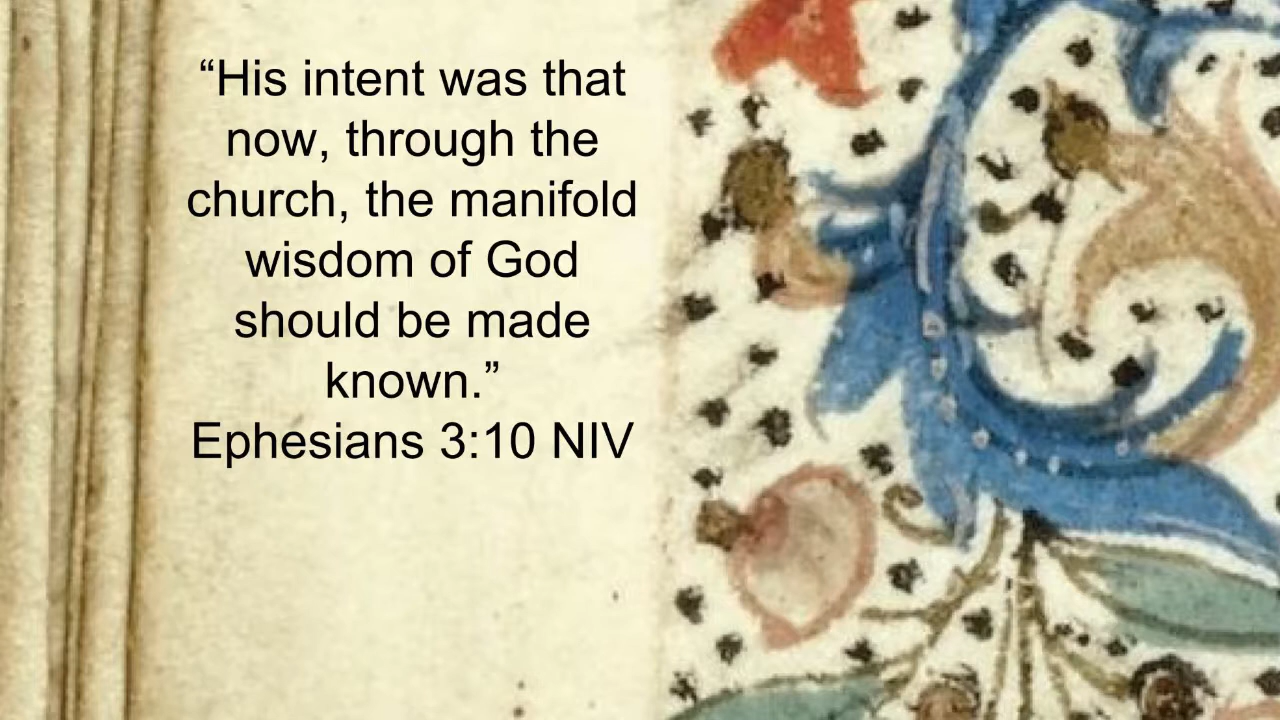 “His intent was that
now, through the
church, the manifold
wisdom of God
should be made
known.”
Ephesians 3:10 NIV